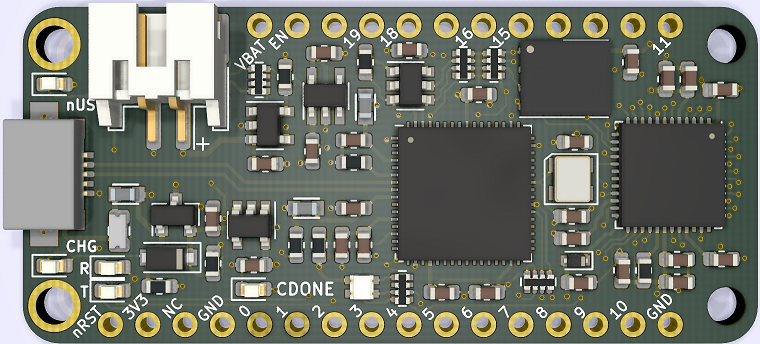 VBAT EN 19 18 16 15 11
nUS
+
CHG
R
T
CDONE
nRST 3V3 NC GND 0 1 2 3 4 5 6 7 8 9 10 GND